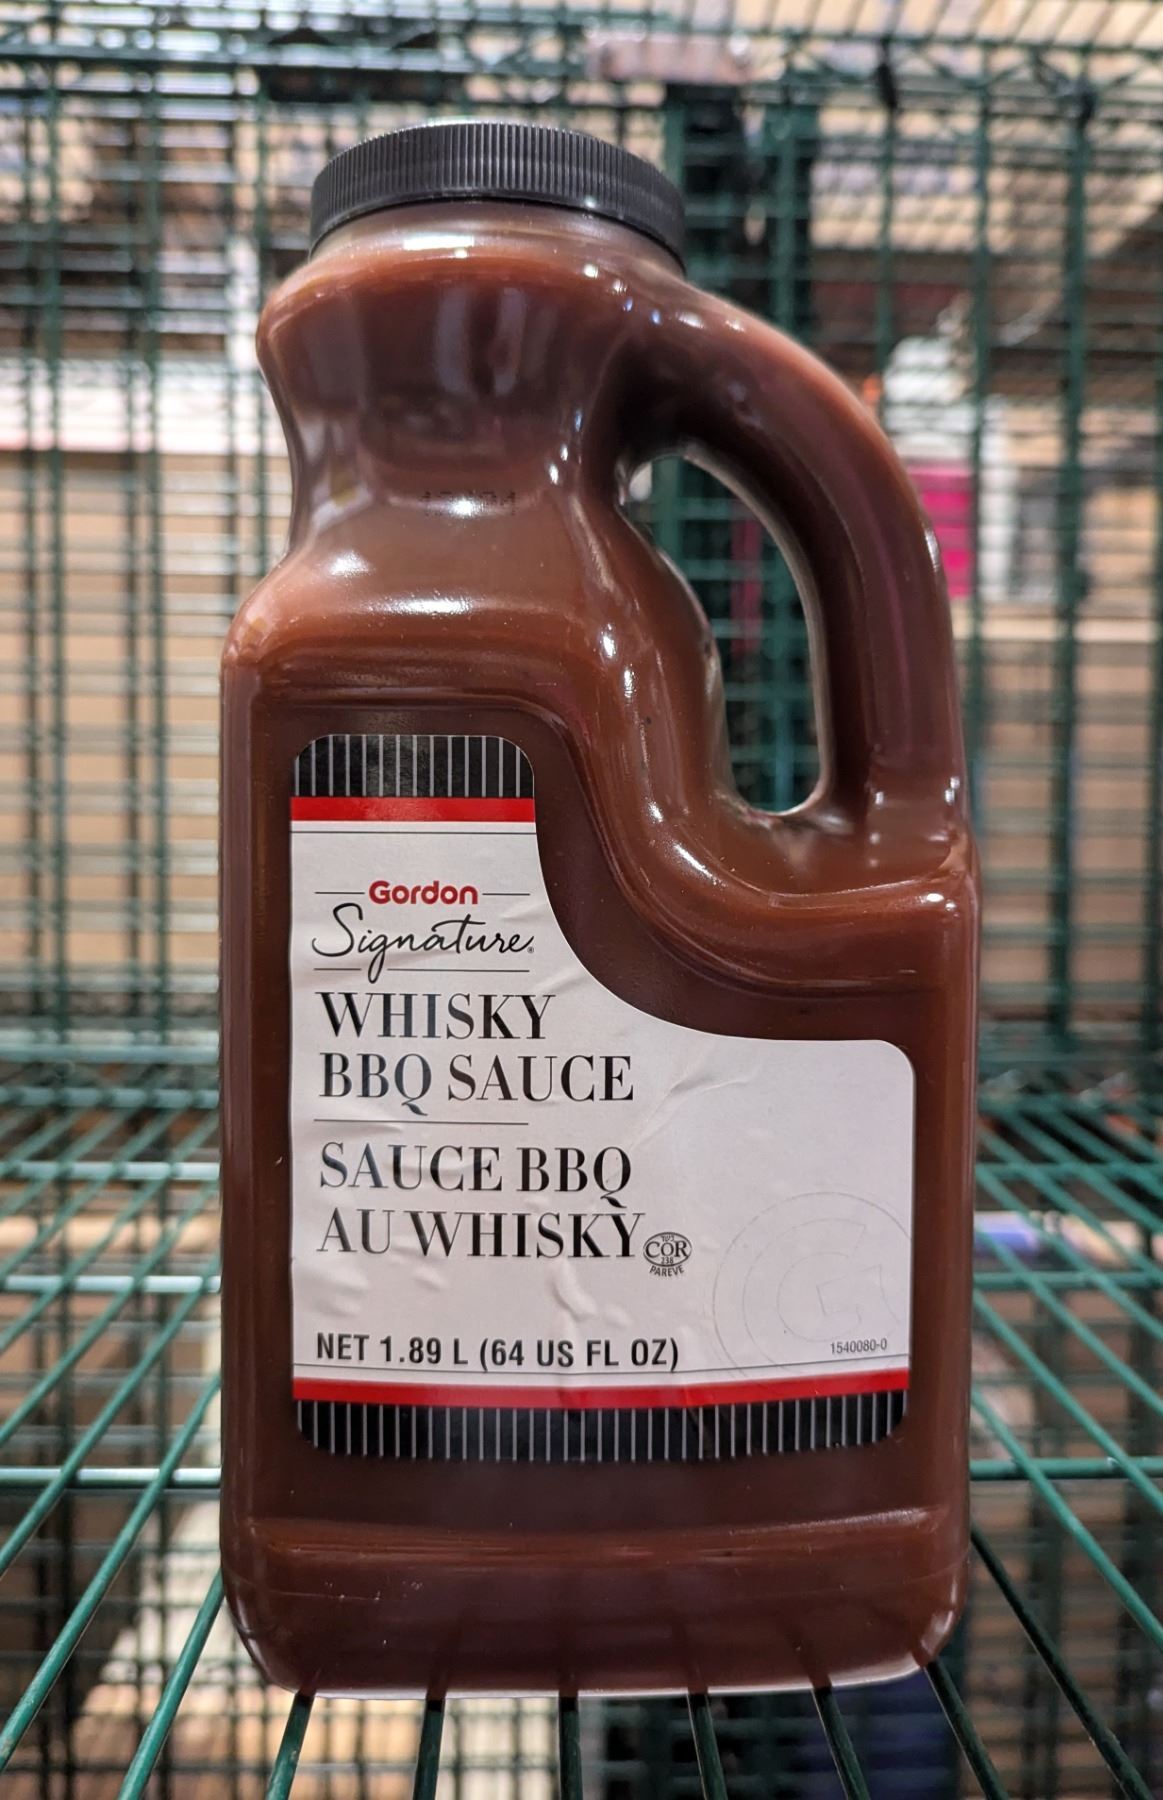 Gordon
Signature®
WHISKY
BBQ SAUCE
SAUCE BBQ
AU WHISKY
COR
238
PAREVE
NET 1.89 L (64 US FL OZ)
1540080-0
G